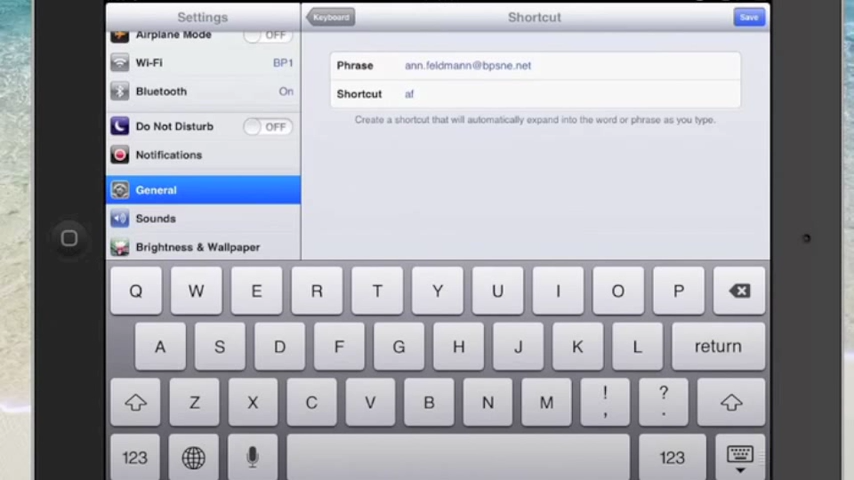 Settings
Keyboard
Shortcut
Save
Airplane Mode
OFF
Wi-Fi
BP1
Bluetooth
On
Do Not Disturb
OFF
Notifications
General
Sounds
Brightness & Wallpaper
Phrase
ann.feldmann@bpsne.net
Shortcut
af
Create a shortcut that will automatically expand into the word or phrase as you type.
Q W E R T Y U I O P
A S D F G H J K L return
Z X C V B N M ! , ? .
123
123